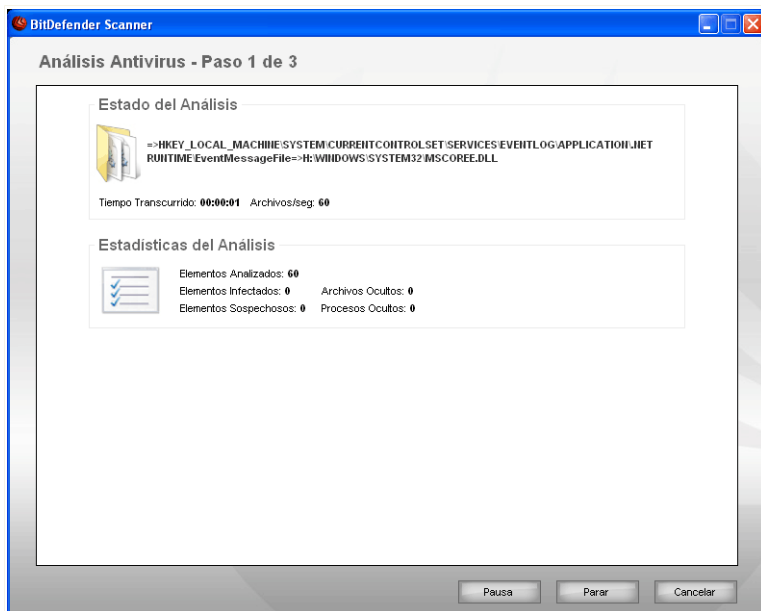 BitDefender Scanner
Análisis Antivirus - Paso 1 de 3
Estado del Análisis
=>HKEY_LOCAL_MACHINE\SYSTEM\CURRENTCONTROLSET\SERVICES\EVENTLOG\APPLICATION\.NET
RUNTIME\EventMessageFile=>H:\WINDOWS\SYSTEM32\MSCOREE.DLL
Tiempo Transcurrido: 00:00:01 Archivos/seg: 60
Estadísticas del Análisis
Elementos Analizados: 60
Elementos Infectados: 0 Archivos Ocultos: 0
Elementos Sospechosos: 0 Procesos Ocultos: 0
Pausa Parar Cancelar